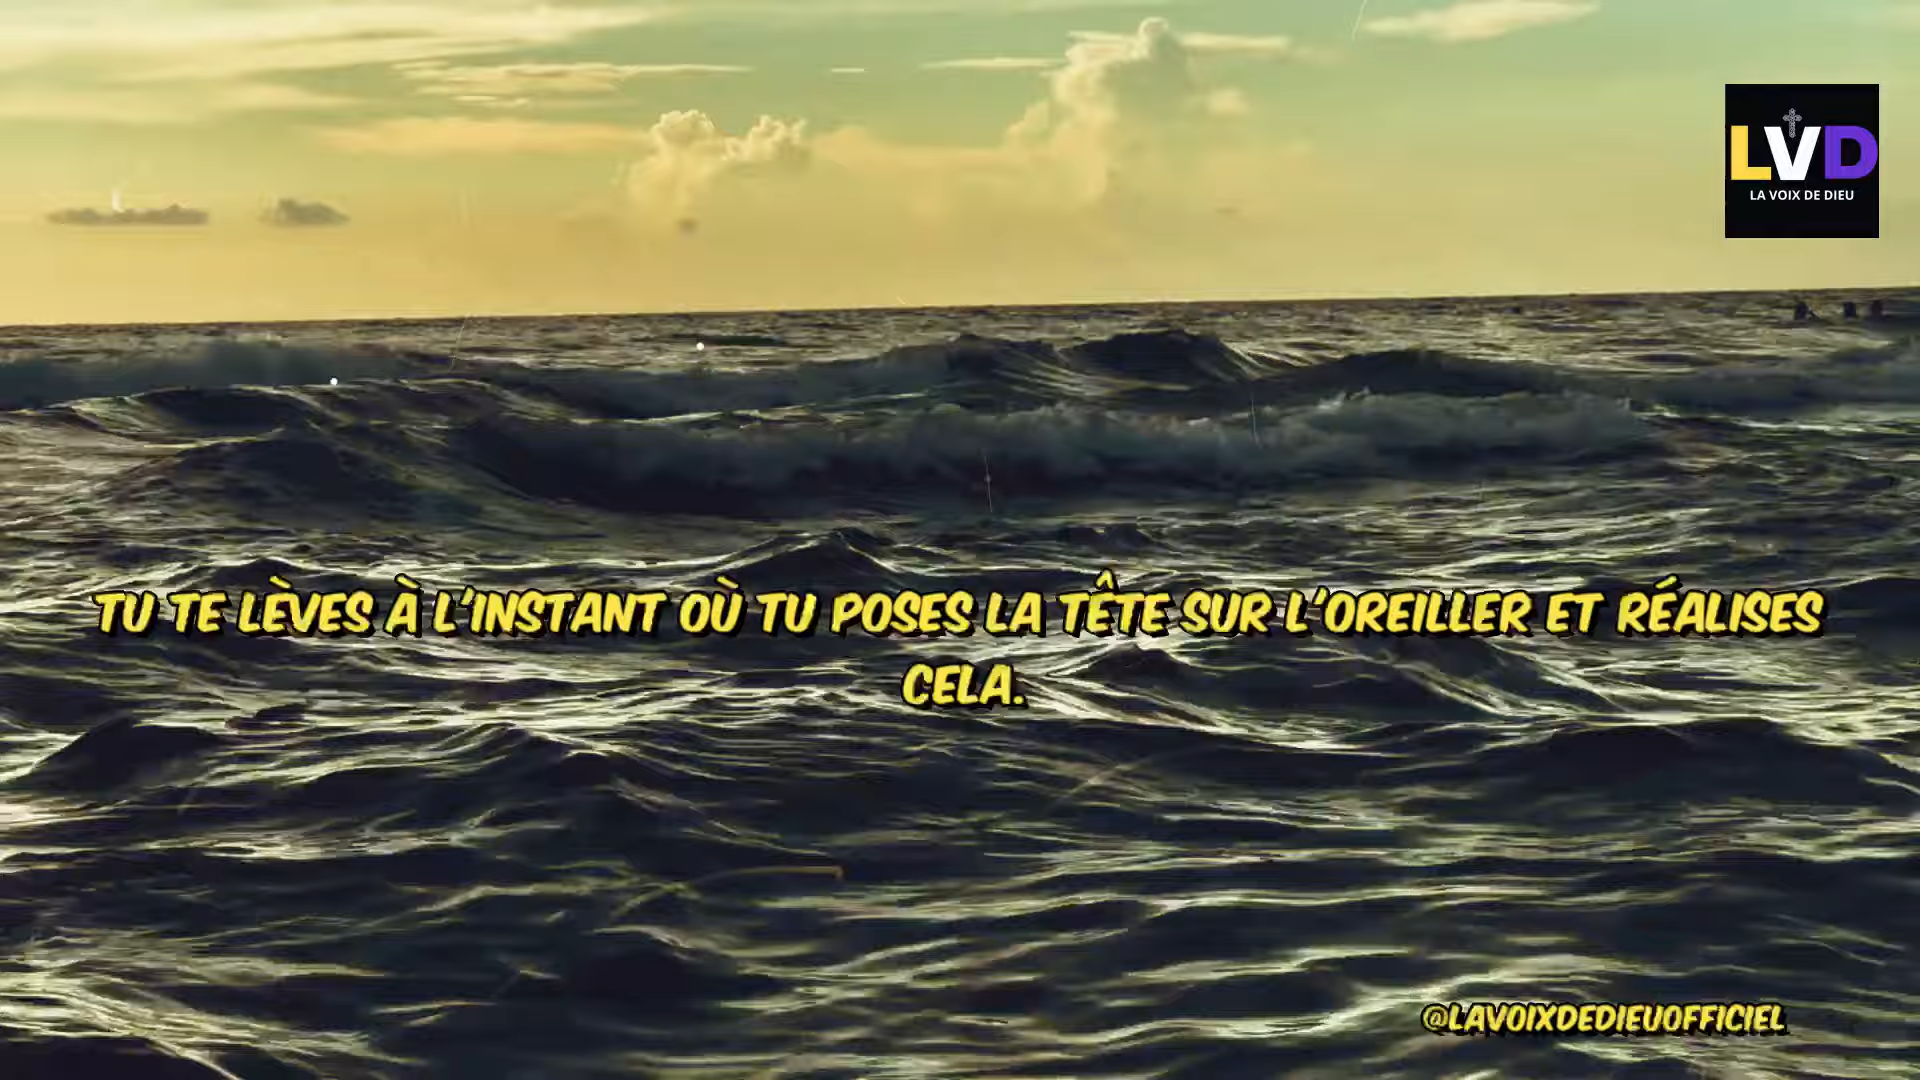 LVD
LA VOIX DE DIEU
TU TE LÈVES À L'INSTANT OÙ TU POSES LA TÊTE SUR L'OREILLER ET RÉALISES
CELA.
@LAVOIXDEDIEUOFFICIEL